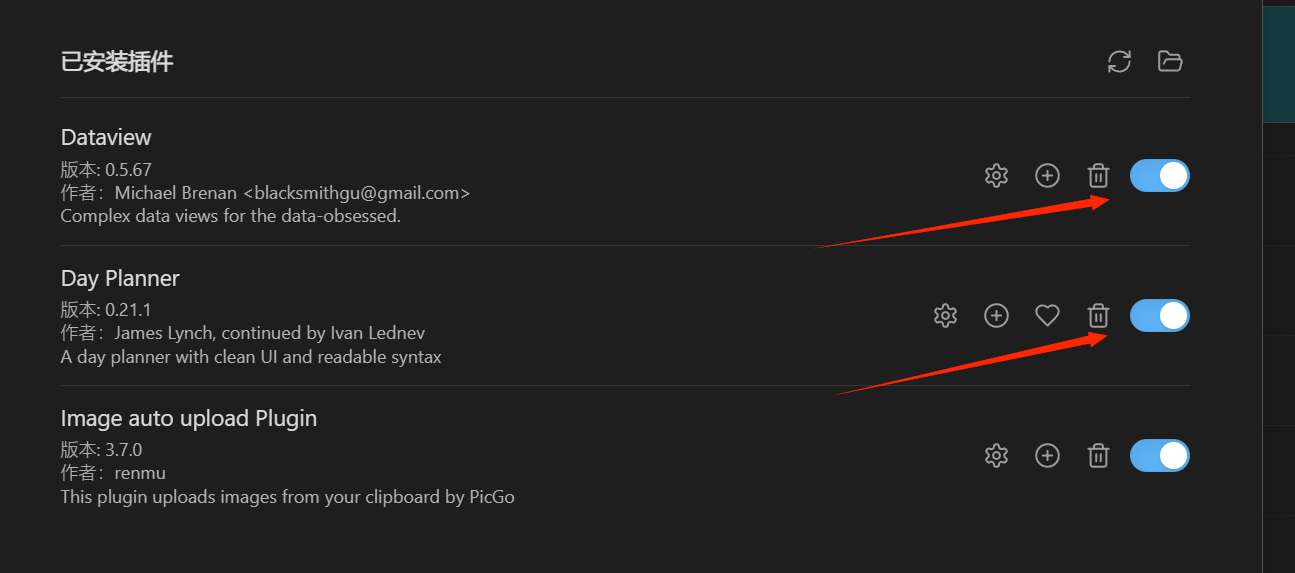 已安装插件
Dataview
版本: 0.5.67
作者：Michael Brenan <blacksmithgu@gmail.com>
Complex data views for the data-obsessed.
Day Planner
版本: 0.21.1
作者：James Lynch, continued by Ivan Lednev
A day planner with clean UI and readable syntax
Image auto upload Plugin
版本: 3.7.0
作者：renmu
This plugin uploads images from your clipboard by PicGo